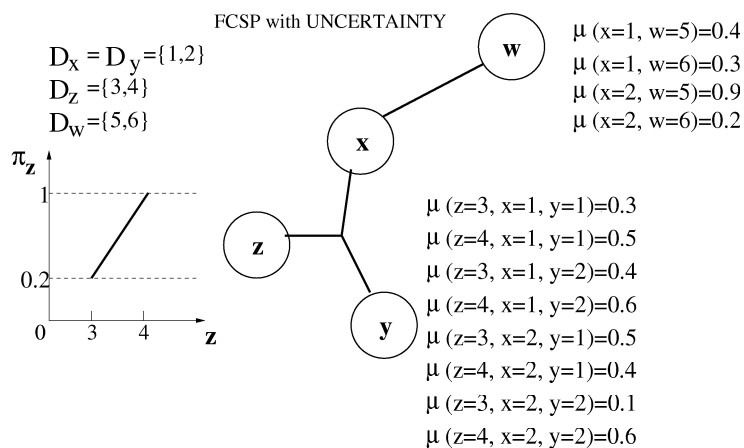 FCSP with UNCERTAINTY
D_x = D_y={1,2}
D_z={3,4}
D_w={5,6}
w
μ (x=1, w=5)=0.4
μ (x=1, w=6)=0.3
μ (x=2, w=5)=0.9
μ (x=2, w=6)=0.2
x
π_z
1
0.2
0
3
4
z
z
y
μ (z=3, x=1, y=1)=0.3
μ (z=4, x=1, y=1)=0.5
μ (z=3, x=1, y=2)=0.4
μ (z=4, x=1, y=2)=0.6
μ (z=3, x=2, y=1)=0.5
μ (z=4, x=2, y=1)=0.4
μ (z=3, x=2, y=2)=0.1
μ (z=4, x=2, y=2)=0.6